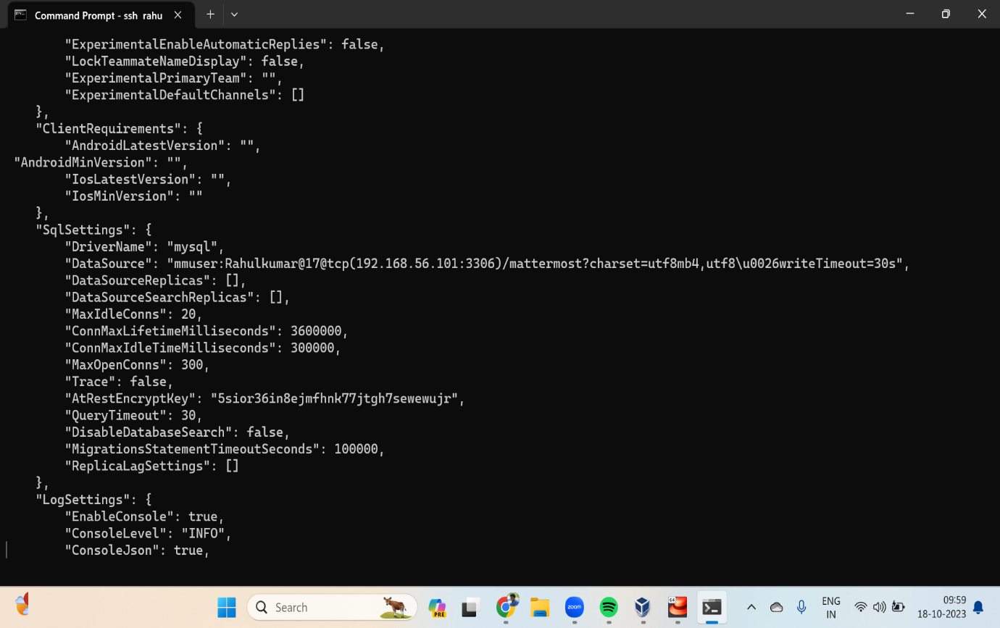 Command Prompt - ssh rahu
"ExperimentalEnableAutomaticReplies": false,
"LockTeammateNameDisplay": false,
"ExperimentalPrimaryTeam": "",
"ExperimentalDefaultChannels": []
},
"ClientRequirements": {
"AndroidLatestVersion": "",
"AndroidMinVersion": "",
"IosLatestVersion": "",
"IosMinVersion": ""
},
"SqlSettings": {
"DriverName": "mysql",
"DataSource": "mmuser:Rahulkumar@17@tcp(192.168.56.101:3306)/mattermost?charset=utf8mb4,utf8\u0026writeTimeout=30s",
"DataSourceReplicas": [],
"DataSourceSearchReplicas": [],
"MaxIdleConns": 20,
"ConnMaxLifetimeMilliseconds": 3600000,
"ConnMaxIdleTimeMilliseconds": 300000,
"MaxOpenConns": 300,
"Trace": false,
"AtRestEncryptKey": "5sior36in8ejmfhnk77jtgh7sewewujr",
"QueryTimeout": 30,
"DisableDatabaseSearch": false,
"MigrationsStatementTimeoutSeconds": 100000,
"ReplicaLagSettings": []
},
"LogSettings": {
"EnableConsole": true,
"ConsoleLevel": "INFO",
"ConsoleJson": true,
Search
PRE
zoom
64
ENG
IN
09:59
18-10-2023